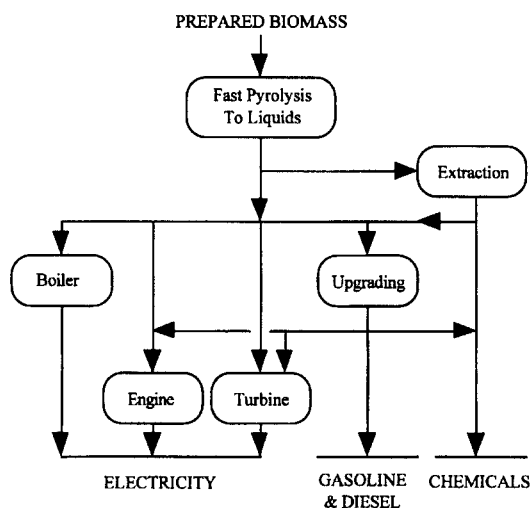 PREPARED BIOMASS
Fast Pyrolysis
To Liquids
Extraction
Boiler
Upgrading
Engine
Turbine
ELECTRICITY
GASOLINE
& DIESEL
CHEMICALS